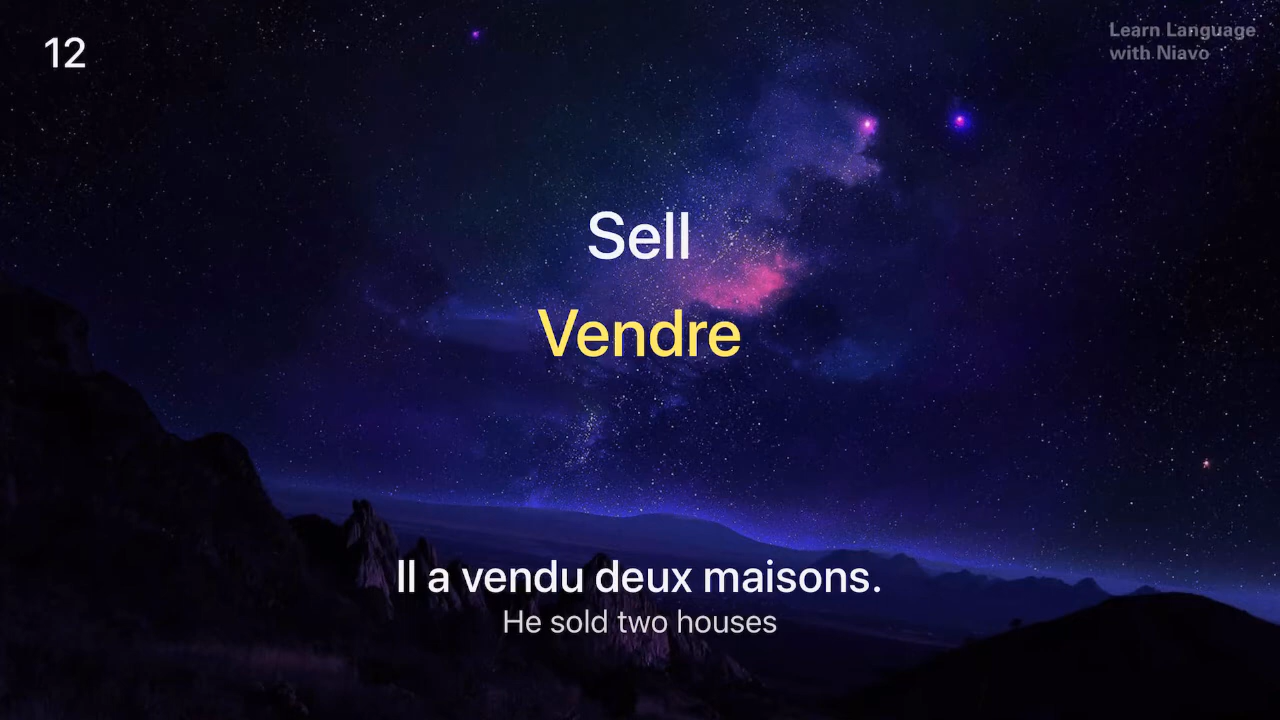 12
Learn Language
with Niavo
Sell
Vendre
Il a vendu deux maisons.
He sold two houses